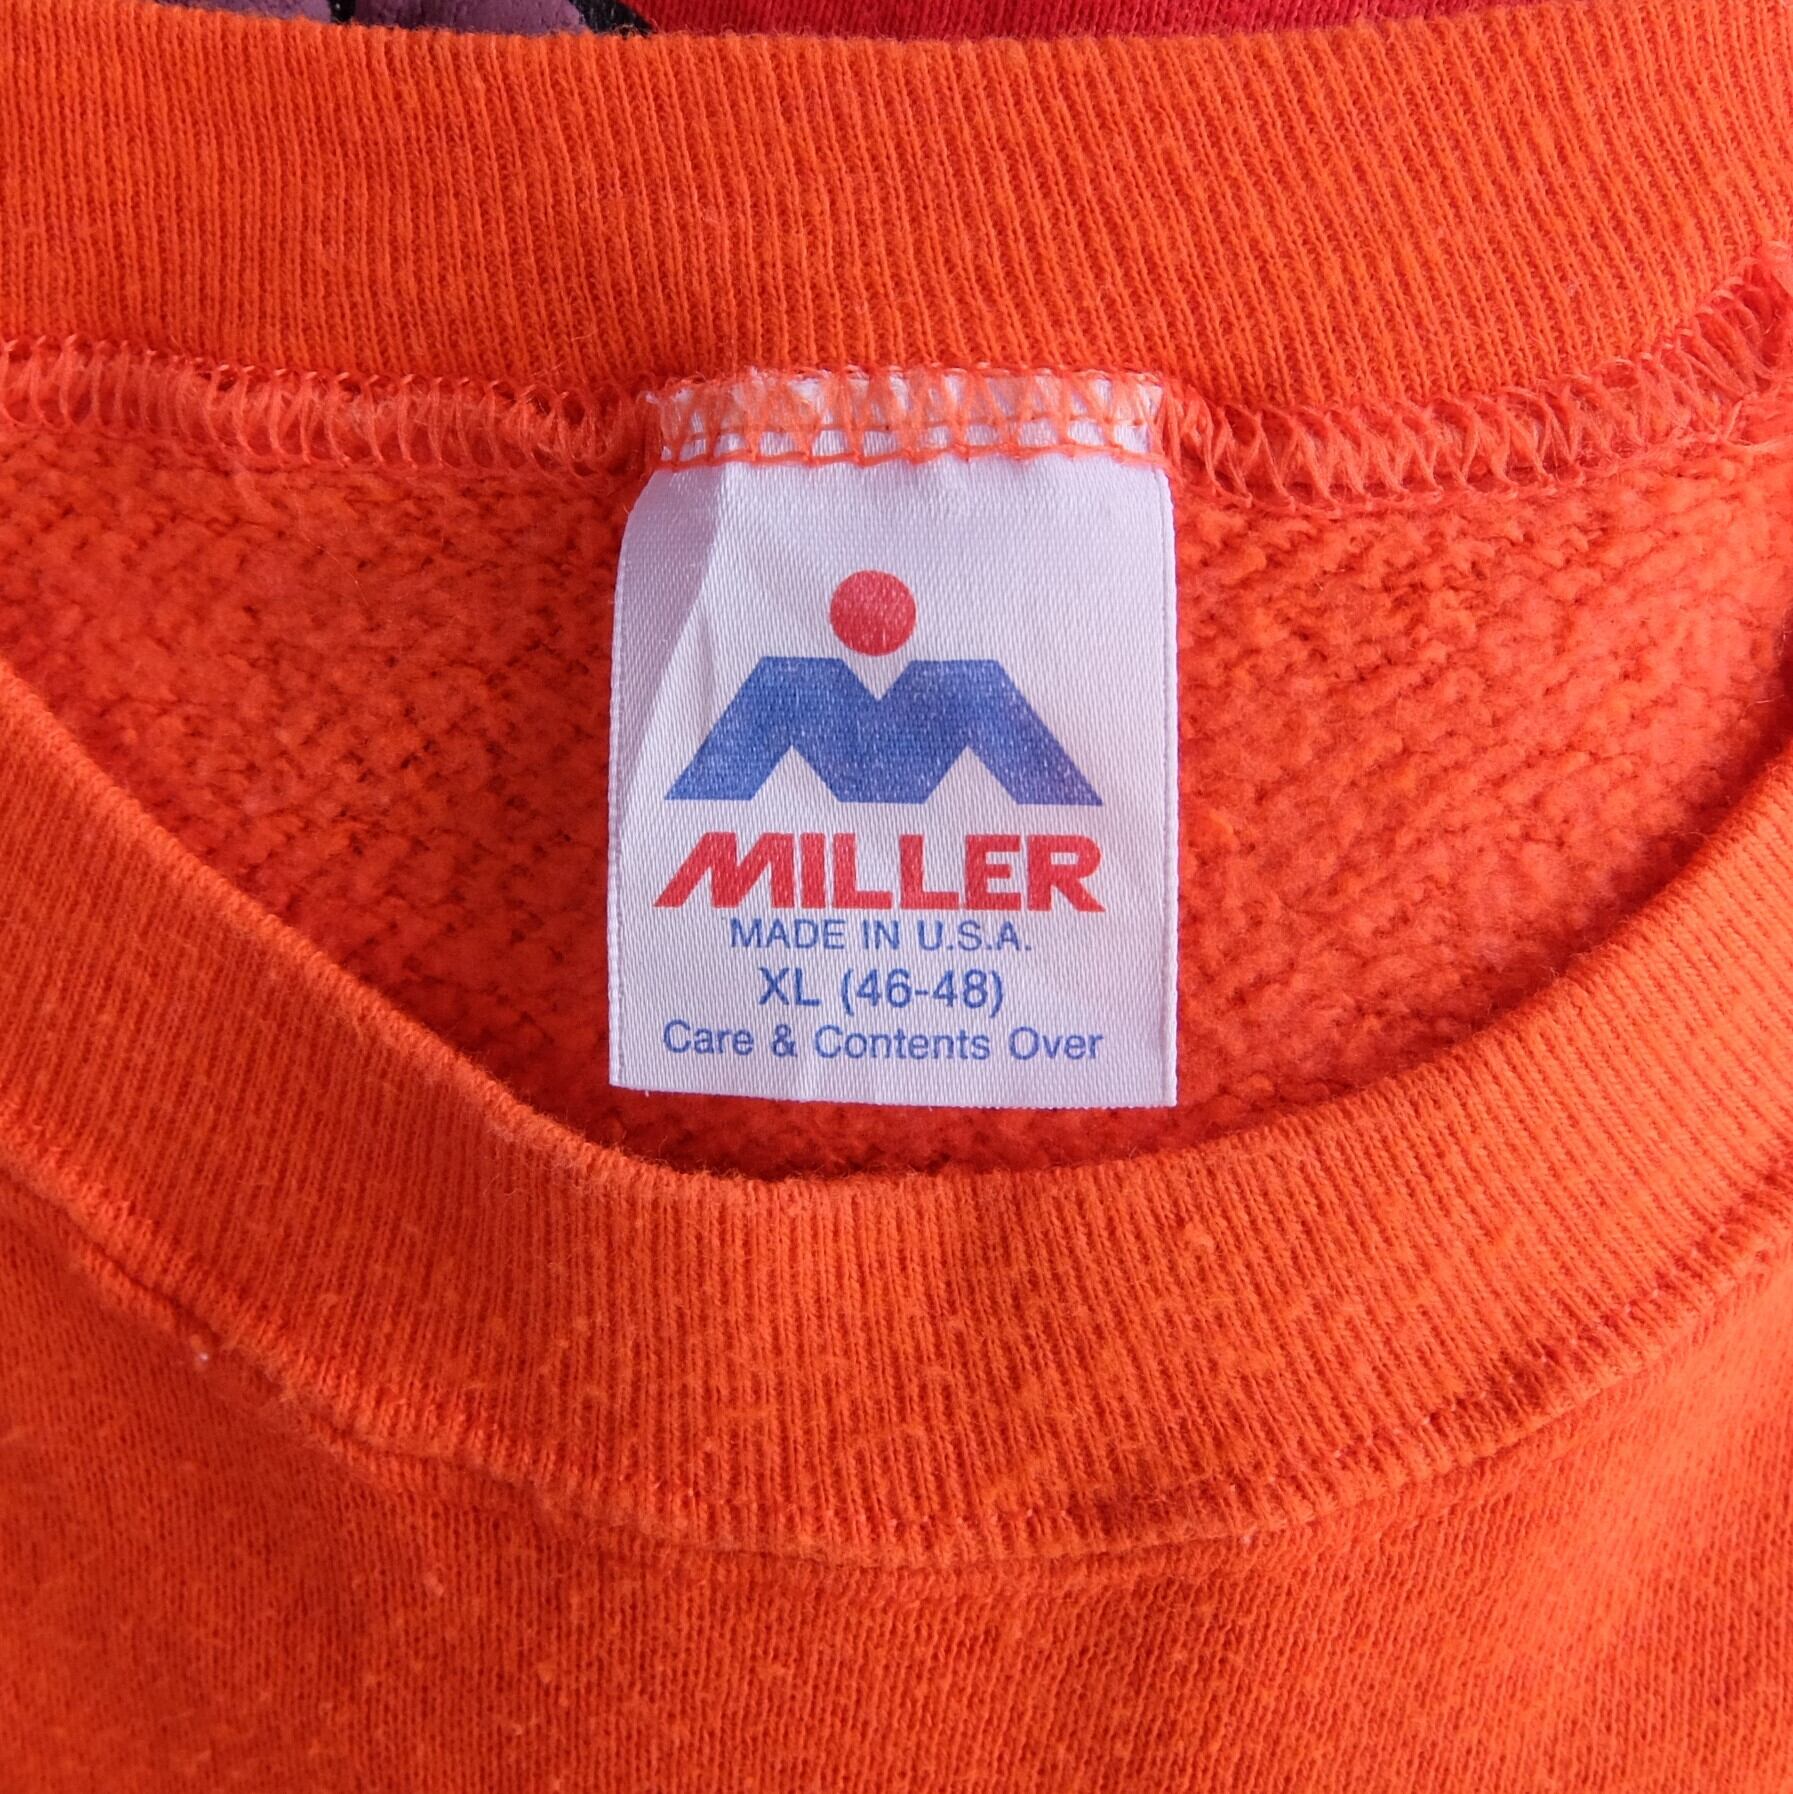 MILLER
MADE IN U.S.A.
XL (46-48)
Care & Contents Over